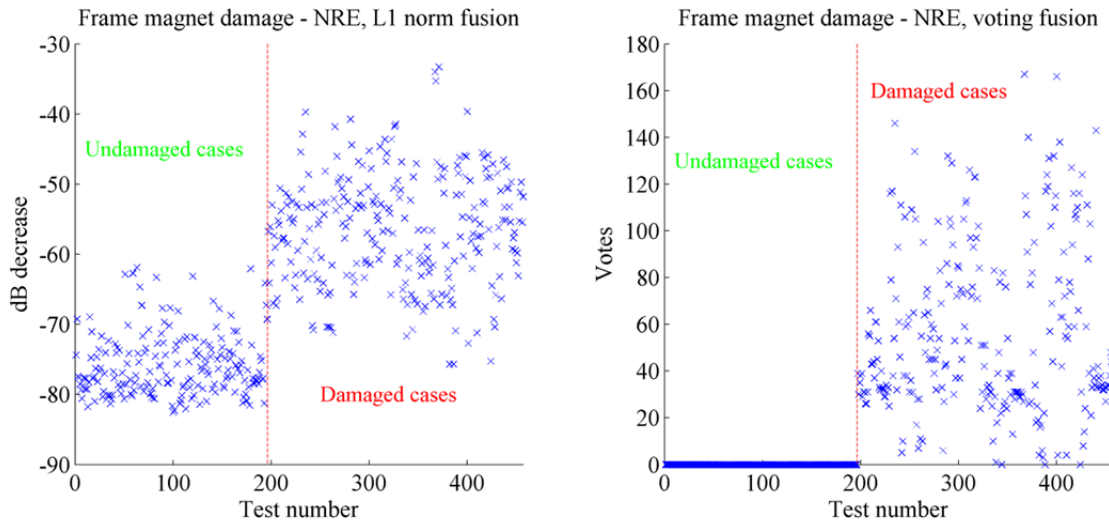 Frame magnet damage - NRE, L1 norm fusion
-30
-40
-50
-60
-70
-80
-90
dB decrease
Undamaged cases
Damaged cases
0 100 200 300 400
Test number
Frame magnet damage - NRE, voting fusion
180
160
140
120
100
80
60
40
20
0
Votes
Damaged cases
Undamaged cases
0 100 200 300 400
Test number